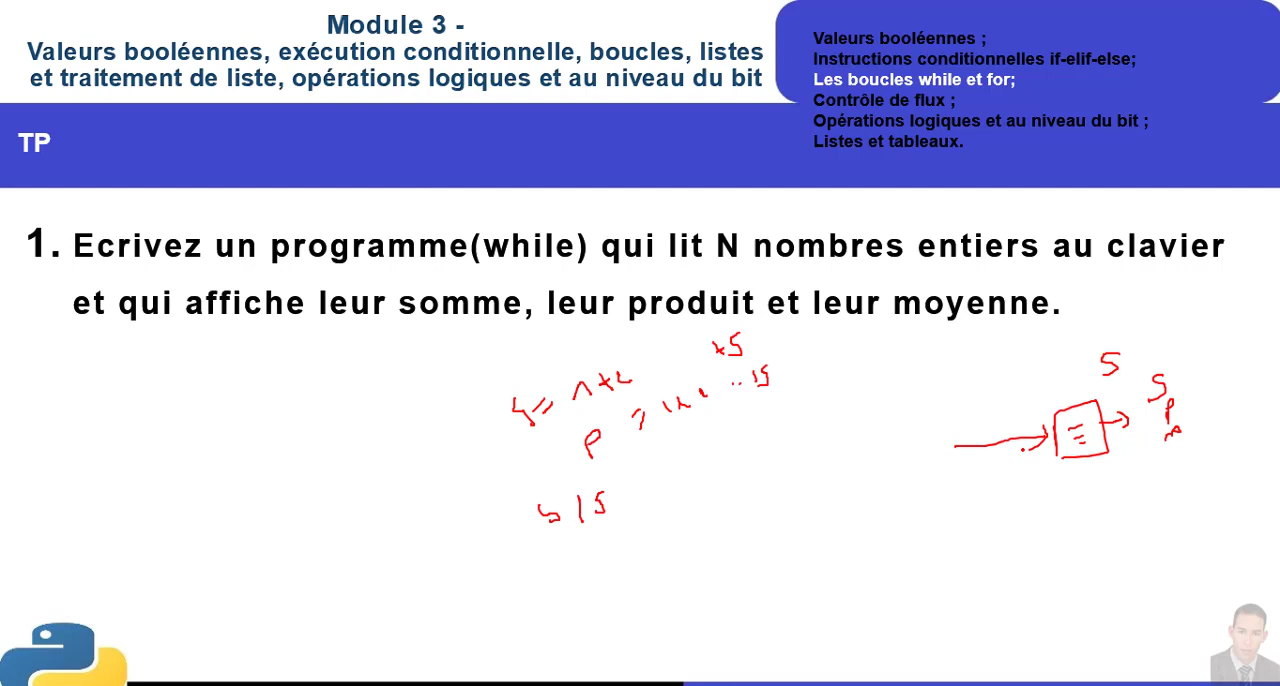 Module 3 -
Valeurs booléennes, exécution conditionnelle, boucles, listes
et traitement de liste, opérations logiques et au niveau du bit
Valeurs booléennes ;
Instructions conditionnelles if-elif-else;
Les boucles while et for;
Contrôle de flux ;
Opérations logiques et au niveau du bit ;
Listes et tableaux.
TP
1. Ecrivez un programme(while) qui lit N nombres entiers au clavier
et qui affiche leur somme, leur produit et leur moyenne.
5
S
P